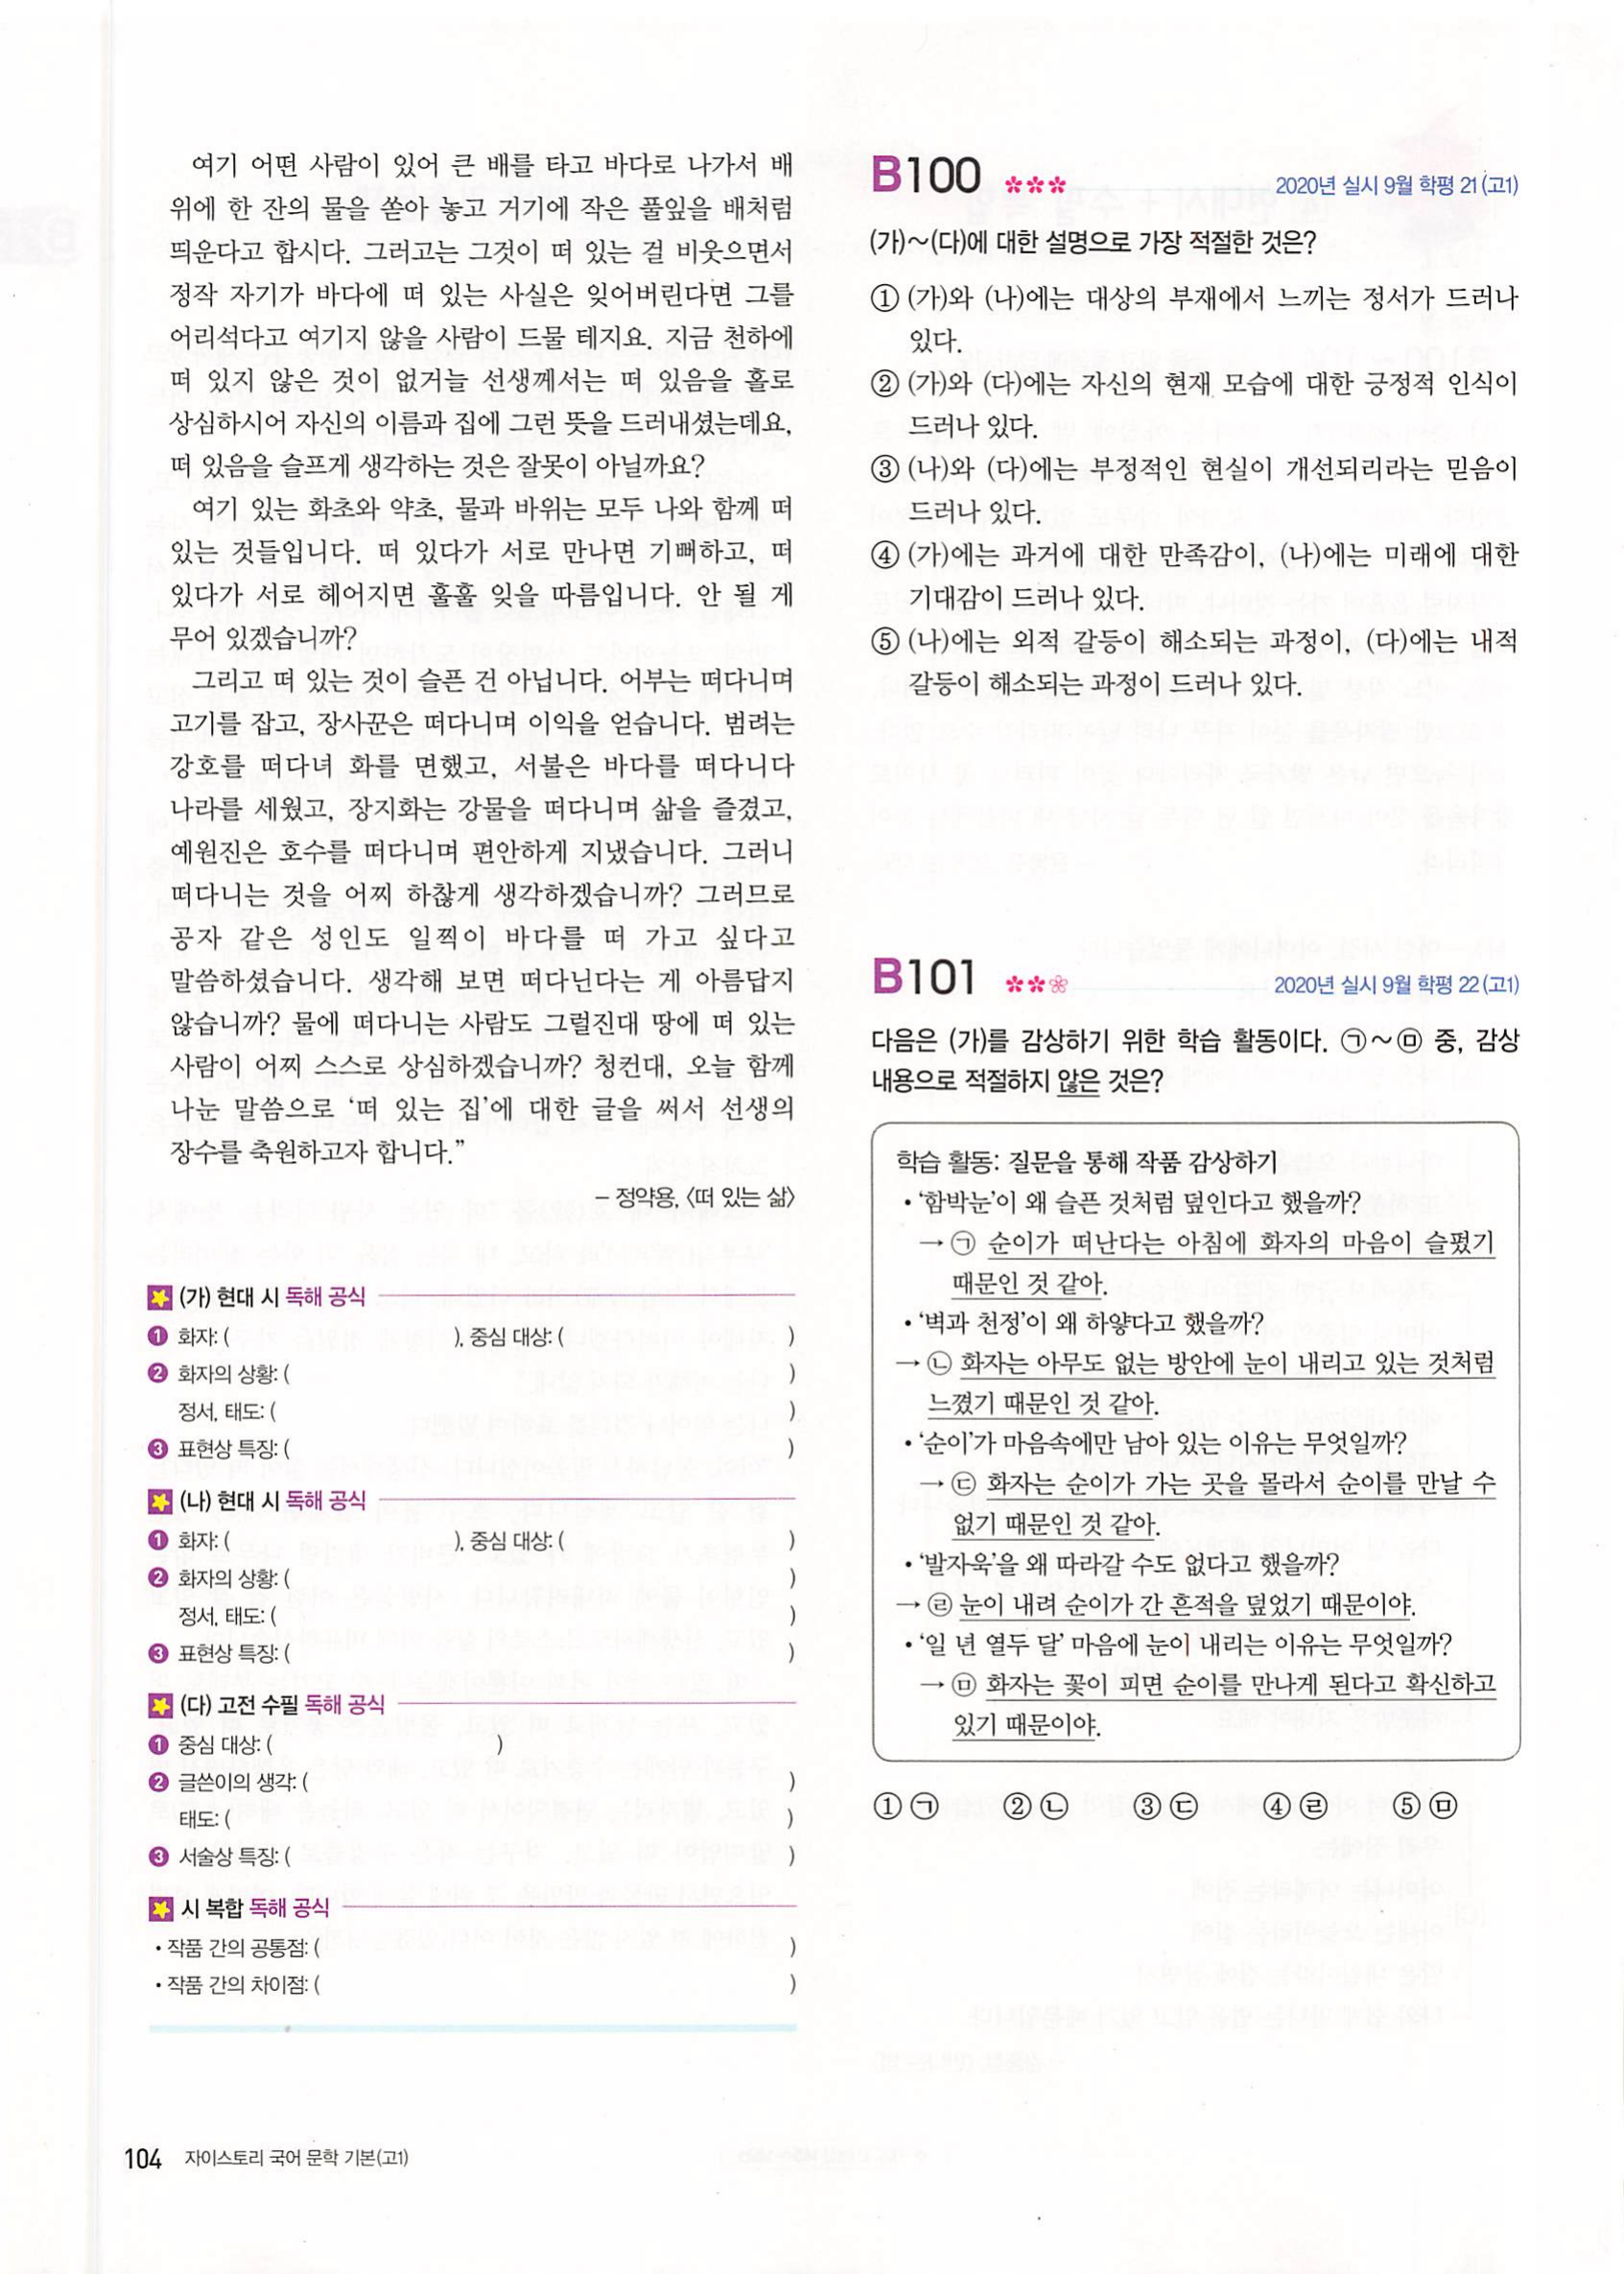 여기 어떤 사람이 있어 큰 배를 타고 바다로 나가서 배
위에 한 잔의 물을 쏟아 놓고 거기에 작은 풀잎을 배처럼
띄운다고 합시다. 그러고는 그것이 떠 있는 걸 비웃으면서
정작 자기가 바다에 떠 있는 사실은 잊어버린다면 그를
어리석다고 여기지 않을 사람이 드물 테지요. 지금 천하에
떠 있지 않은 것이 없거늘 선생께서는 떠 있음을 홀로
상심하시어 자신의 이름과 집에 그런 뜻을 드러내셨는데요,
떠 있음을 슬프게 생각하는 것은 잘못이 아닐까요?
여기 있는 화초와 약초, 물과 바위는 모두 나와 함께 떠
있는 것들입니다. 떠 있다가 서로 만나면 기뻐하고, 떠
있다가 서로 헤어지면 훌훌 잊을 따름입니다. 안 될 게
무어 있겠습니까?
그리고 떠 있는 것이 슬픈 건 아닙니다. 어부는 떠다니며
고기를 잡고, 장사꾼은 떠다니며 이익을 얻습니다. 범려는
강호를 떠다녀 화를 면했고, 서불은 바다를 떠다니다
나라를 세웠고, 장지화는 강물을 떠다니며 삶을 즐겼고,
예원진은 호수를 떠다니며 편안하게 지냈습니다. 그러니
떠다니는 것을 어찌 하찮게 생각하겠습니까? 그러므로
공자 같은 성인도 일찍이 바다를 떠 가고 싶다고
말씀하셨습니다. 생각해 보면 떠다닌다는 게 아름답지
않습니까? 물에 떠다니는 사람도 그럴진대 땅에 떠 있는
사람이 어찌 스스로 상심하겠습니까? 청컨대, 오늘 함께
나눈 말씀으로 ‘떠 있는 집’에 대한 글을 써서 선생의
장수를 축원하고자 합니다.”
– 정약용, 〈떠 있는 삶〉
(가) 현대 시 독해 공식
❶ 화자: ( ), 중심 대상: ( )
❷ 화자의 상황: ( )
정서, 태도: ( )
❸ 표현상 특징: ( )
(나) 현대 시 독해 공식
❶ 화자: ( ), 중심 대상: ( )
❷ 화자의 상황: ( )
정서, 태도: ( )
❸ 표현상 특징: ( )
(다) 고전 수필 독해 공식
❶ 중심 대상: ( )
❷ 글쓴이의 생각: ( )
태도: ( )
❸ 서술상 특징: ( )
시 복합 독해 공식
• 작품 간의 공통점: ( )
• 작품 간의 차이점: ( )
104 자이스토리 국어 문학 기본(고1)
B100 2020년 실시 9월 학평 21(고1)
(가)~(다)에 대한 설명으로 가장 적절한 것은?
① (가)와 (나)에는 대상의 부재에서 느끼는 정서가 드러나
있다.
② (가)와 (다)에는 자신의 현재 모습에 대한 긍정적 인식이
드러나 있다.
③ (나)와 (다)에는 부정적인 현실이 개선되리라는 믿음이
드러나 있다.
④ (가)에는 과거에 대한 만족감이, (나)에는 미래에 대한
기대감이 드러나 있다.
⑤ (나)에는 외적 갈등이 해소되는 과정이, (다)에는 내적
갈등이 해소되는 과정이 드러나 있다.
B101 2020년 실시 9월 학평 22(고1)
다음은 (가)를 감상하기 위한 학습 활동이다. ㉠~㉤ 중, 감상
내용으로 적절하지 않은 것은?
학습 활동: 질문을 통해 작품 감상하기
• ‘함박눈’이 왜 슬픈 것처럼 덮인다고 했을까?
→ ㉠ 순이가 떠난다는 아침에 화자의 마음이 슬펐기
때문인 것 같아.
• ‘벽과 천정’이 왜 하얗다고 했을까?
→ ㉡ 화자는 아무도 없는 방안에 눈이 내리고 있는 것처럼
느꼈기 때문인 것 같아.
• ‘순이’가 마음속에만 남아 있는 이유는 무엇일까?
→ ㉢ 화자는 순이가 가는 곳을 몰라서 순이를 만날 수
없기 때문인 것 같아.
• ‘발자욱’을 왜 따라갈 수도 없다고 했을까?
→ ㉣ 눈이 내려 순이가 간 흔적을 덮었기 때문이야.
• ‘일 년 열두 달’ 마음에 눈이 내리는 이유는 무엇일까?
→ ㉤ 화자는 꽃이 피면 순이를 만나게 된다고 확신하고
있기 때문이야.
① ㉠ ② ㉡ ③ ㉢ ④ ㉣ ⑤ ㉤